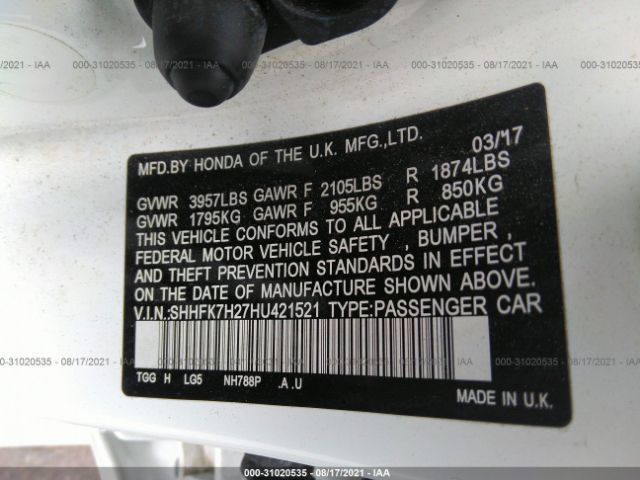 000-31020535 - 08/17/2021 - IAA
000-31020535 - 08/17/2021 - IAA
000-31020535 - 08/17/2021 - IAA
MFD.BY HONDA OF THE U.K. MFG.,LTD. 03/17
GVWR 3957LBS GAWR F 2105LBS R 1874LBS
GVWR 1795KG GAWR F 955KG R 850KG
THIS VEHICLE CONFORMS TO ALL APPLICABLE
FEDERAL MOTOR VEHICLE SAFETY , BUMPER ,
AND THEFT PREVENTION STANDARDS IN EFFECT
ON THE DATE OF MANUFACTURE SHOWN ABOVE.
V.I.N.:SHHFK7H27HU421521 TYPE:PASSENGER CAR
TGG H LG5 NH788P .A .U
MADE IN U.K.
000-31020535 - 08/17/2021 - IAA
000-31020535 - 08/17/2021 - IAA
000-31020535 - 08/17/2021 - IAA
000-31020535 - 08/17/2021 - IAA